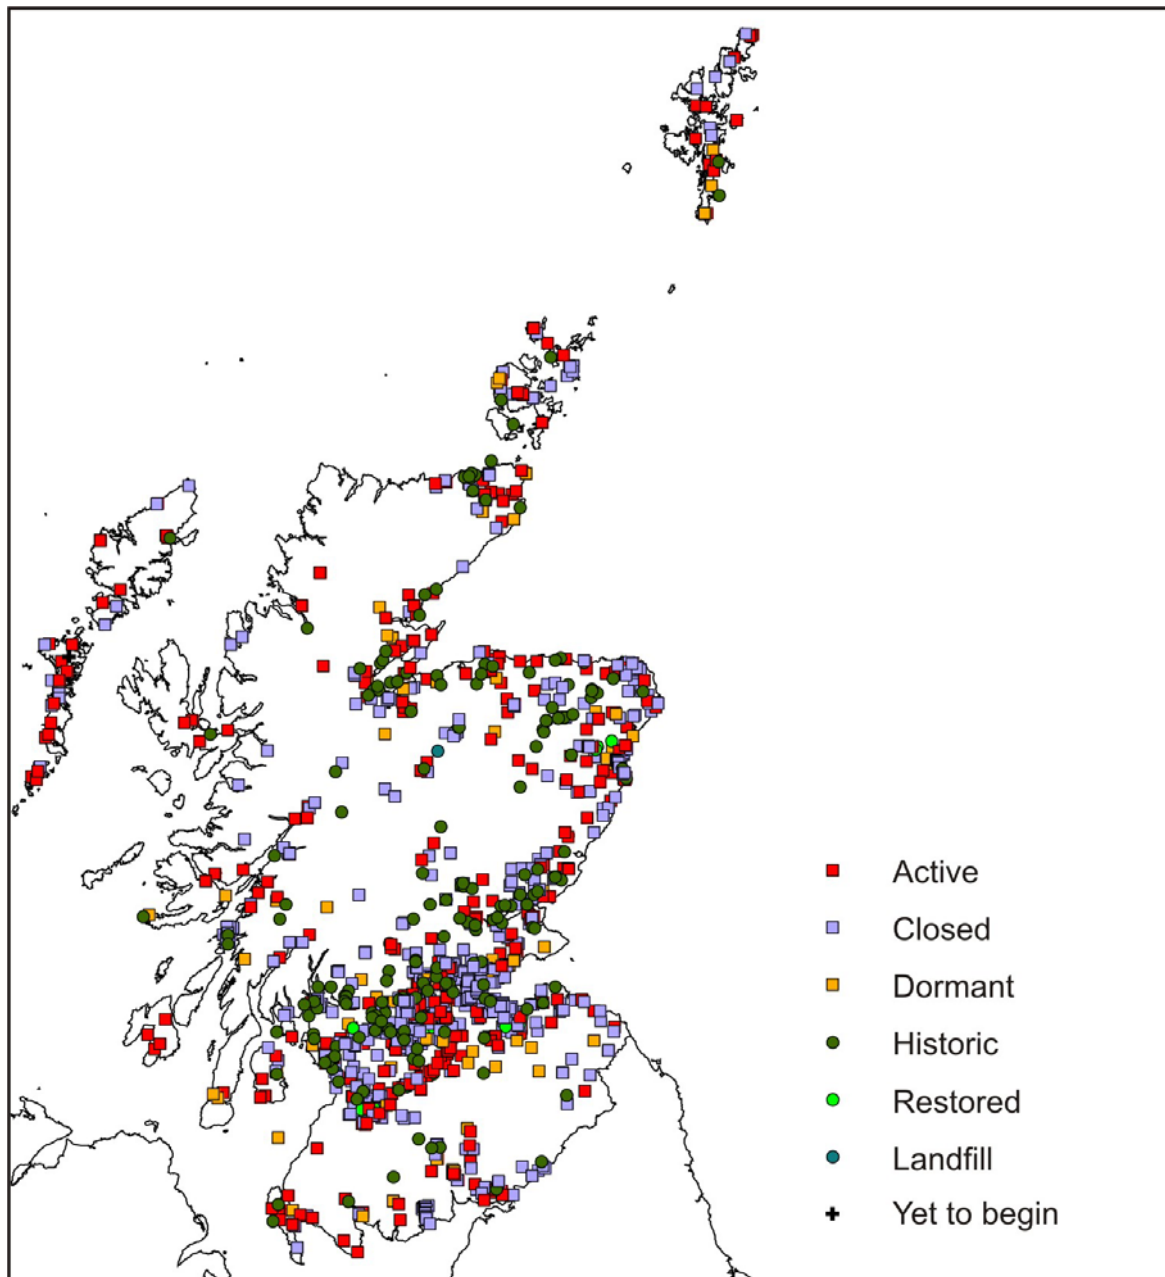 Active
Closed
Dormant
Historic
Restored
Landfill
Yet to begin